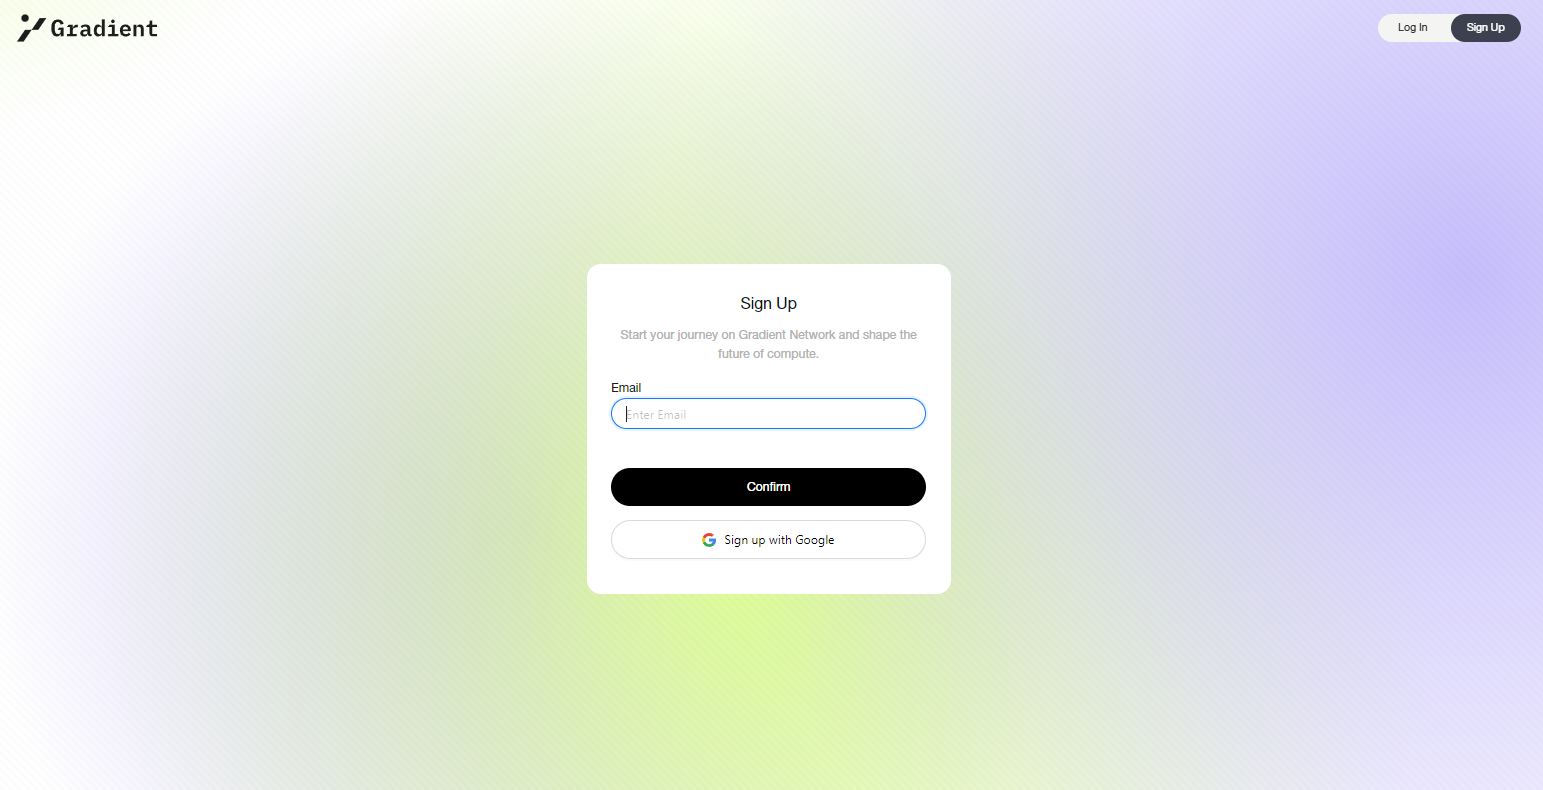 Gradient
Log In
Sign Up
Sign Up
Start your journey on Gradient Network and shape the
future of compute.
Email
Enter Email
Confirm
Sign up with Google